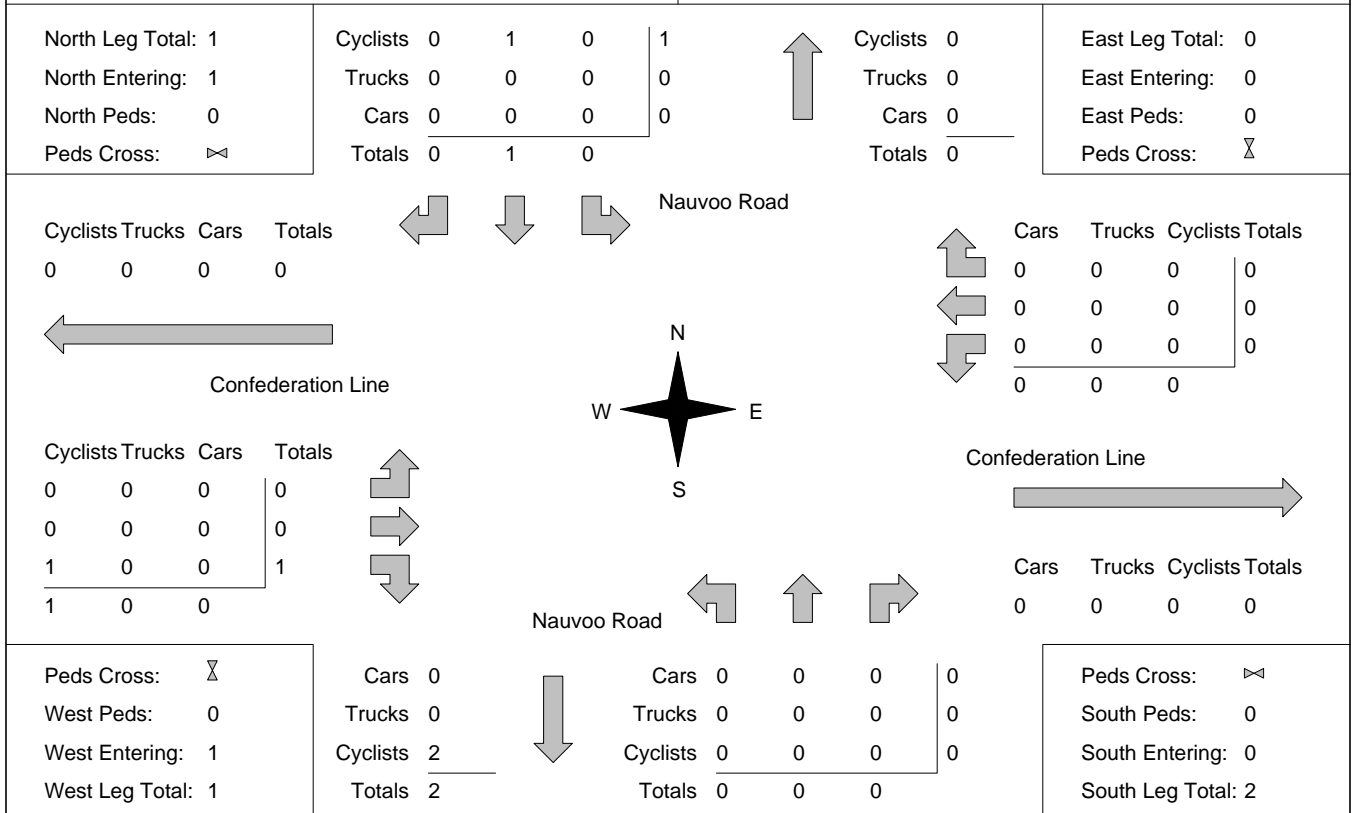 North Leg Total: 1 Cyclists 0 1 0 1 Cyclists 0 East Leg Total: 0
North Entering: 1 Trucks 0 0 0 0 Trucks 0 East Entering: 0
North Peds: 0 Cars 0 0 0 0 Cars 0 East Peds: 0
Peds Cross: Totals 0 1 0 Totals 0 Peds Cross:
Nauvoo Road
Cyclists Trucks Cars Totals
0 0 0 0
Cars Trucks Cyclists Totals
0 0 0 0
0 0 0 0
0 0 0 0
0 0 0
Confederation Line
N
W E
S
Cyclists Trucks Cars Totals
0 0 0 0
0 0 0 0
1 0 0 1
1 0 0
Confederation Line
Cars Trucks Cyclists Totals
0 0 0 0
Nauvoo Road
Peds Cross: Cars 0 Cars 0 0 0 0 Peds Cross:
West Peds: 0 Trucks 0 Trucks 0 0 0 0 South Peds: 0
West Entering: 1 Cyclists 2 Cyclists 0 0 0 0 South Entering: 0
West Leg Total: 1 Totals 2 Totals 0 0 0 South Leg Total: 2